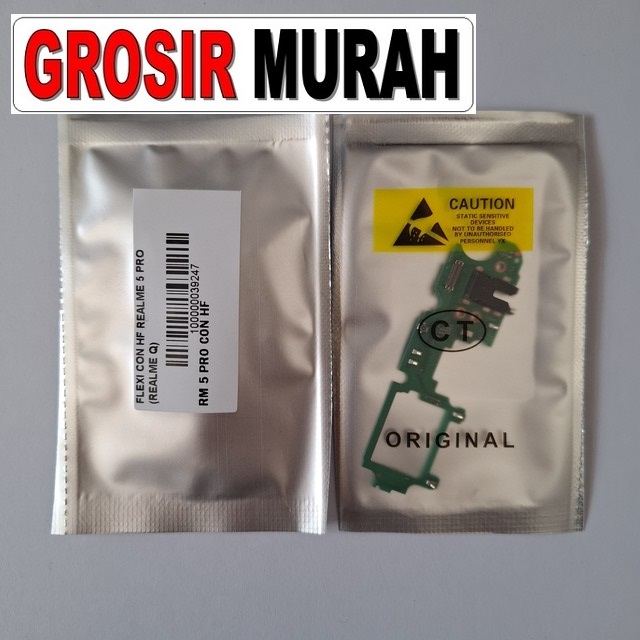 GROSIR MURAH
FLEXI CON HF REALME 5 PRO
(REALME Q)
100000039247
RM 5 PRO CON HF
CAUTION
STATIC SENSITIVE
DEVICES
NOT TO BE HANDLED
BY UNAUTHORISED
PERSONNEL YX
CT
ORIGINAL